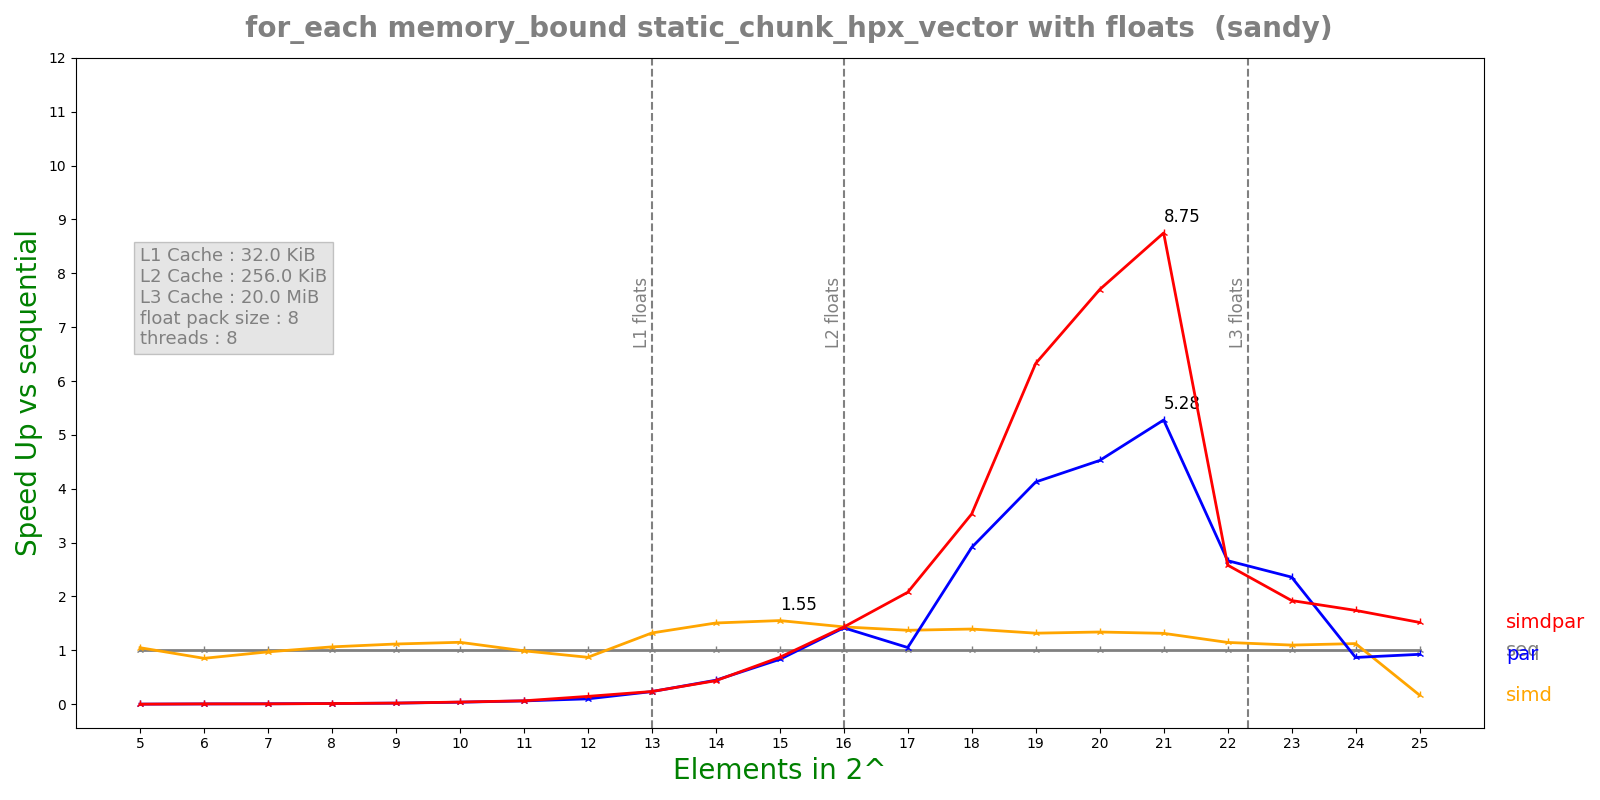 for_each memory_bound static_chunk_hpx_vector with floats (sandy)
Speed Up vs sequential
12
11
10
9
8
7
6
5
4
3
2
1
0
L1 Cache : 32.0 KiB
L2 Cache : 256.0 KiB
L3 Cache : 20.0 MiB
float pack size : 8
threads : 8
L1 floats
L2 floats
L3 floats
8.75
5.28
1.55
simdpar
seq
par
simd
5 6 7 8 9 10 11 12 13 14 15 16 17 18 19 20 21 22 23 24 25
Elements in 2^